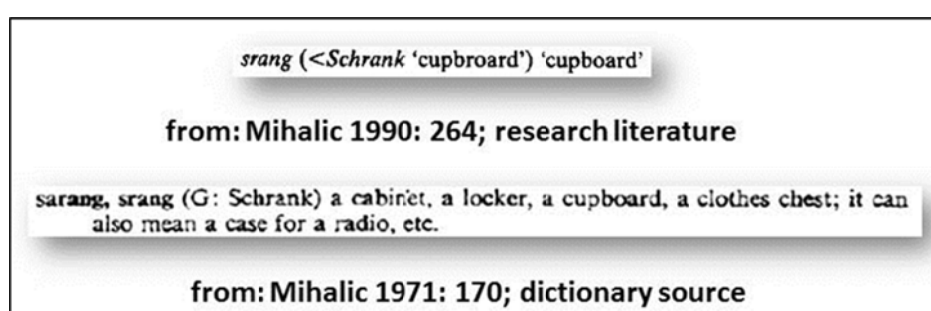 srang (<Schrank 'cupbroard') 'cupboard'
from: Mihalic 1990: 264; research literature
sarang, srang (G: Schrank) a cabinet, a locker, a cupboard, a clothes chest; it can
also mean a case for a radio, etc.
from: Mihalic 1971: 170; dictionary source